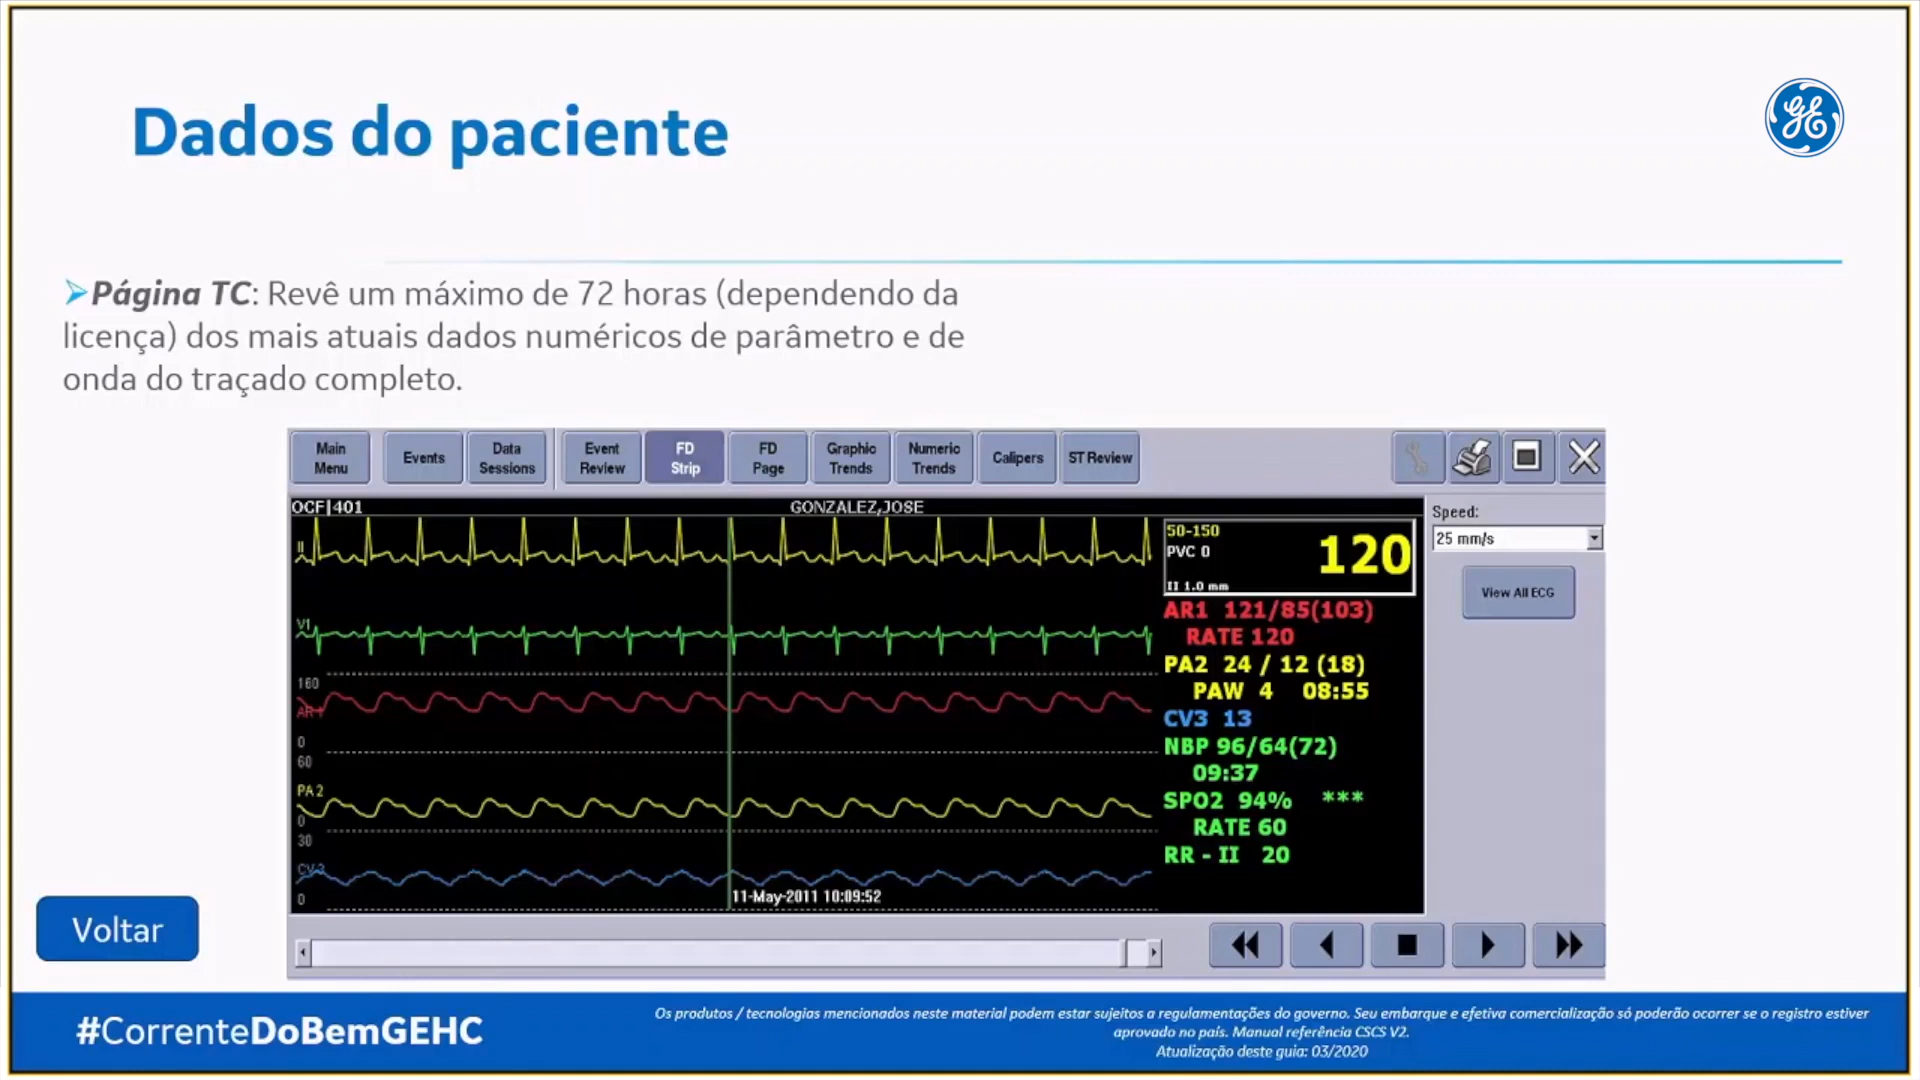 Dados do paciente
➢Página TC: Revê um máximo de 72 horas (dependendo da
licença) dos mais atuais dados numéricos de parâmetro e de
onda do traçado completo.
Main Menu
Events
Data Sessions
Event Review
FD Strip
FD Page
Graphic Trends
Numeric Trends
Calipers
ST Review
OCF|401
GONZALEZ,JOSE
Speed:
25 mm/s
View All ECG
II
V1
160
AR1
0
60
PA2
0
30
CV3
0
11-May-2011 10:09:52
50-150
PVC 0
120
II 1.0 mm
AR1 121/85(103)
RATE 120
PA2 24 / 12 (18)
PAW 4 08:55
CV3 13
NBP 96/64(72)
09:37
SPO2 94% ***
RATE 60
RR - II 20
Voltar
#CorrenteDoBemGEHC
Os produtos / tecnologias mencionados neste material podem estar sujeitos a regulamentações do governo. Seu embarque e efetiva comercialização só poderão ocorrer se o registro estiver
aprovado no país. Manual referência CSCS V2.
Atualização deste guia: 03/2020